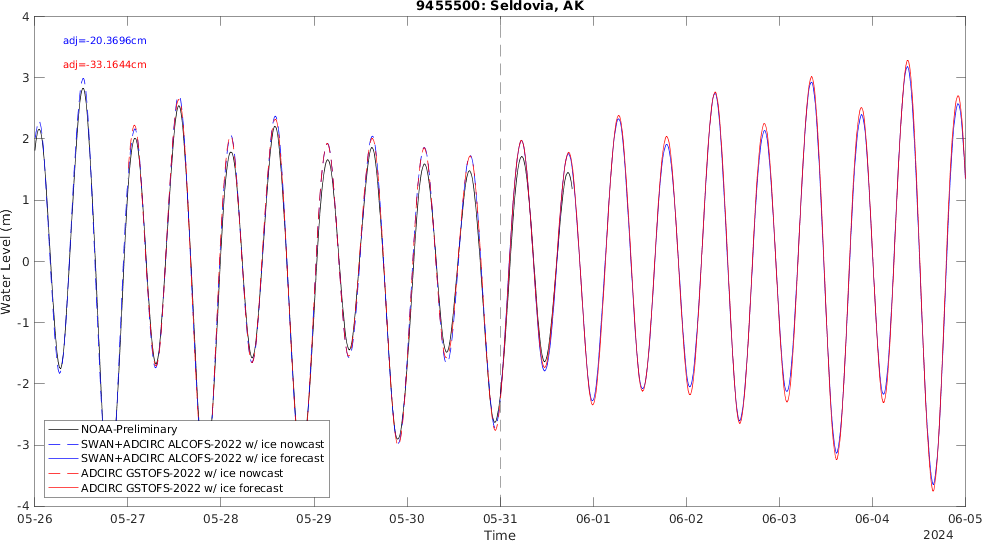 9455500: Seldovia, AK
adj=-20.3696cm
adj=-33.1644cm
Water Level (m)
4
3
2
1
0
-1
-2
-3
-4
NOAA-Preliminary
SWAN+ADCIRC ALCOFS-2022 w/ ice nowcast
SWAN+ADCIRC ALCOFS-2022 w/ ice forecast
ADCIRC GSTOFS-2022 w/ ice nowcast
ADCIRC GSTOFS-2022 w/ ice forecast
05-26 05-27 05-28 05-29 05-30 05-31 06-01 06-02 06-03 06-04 06-05
Time
2024